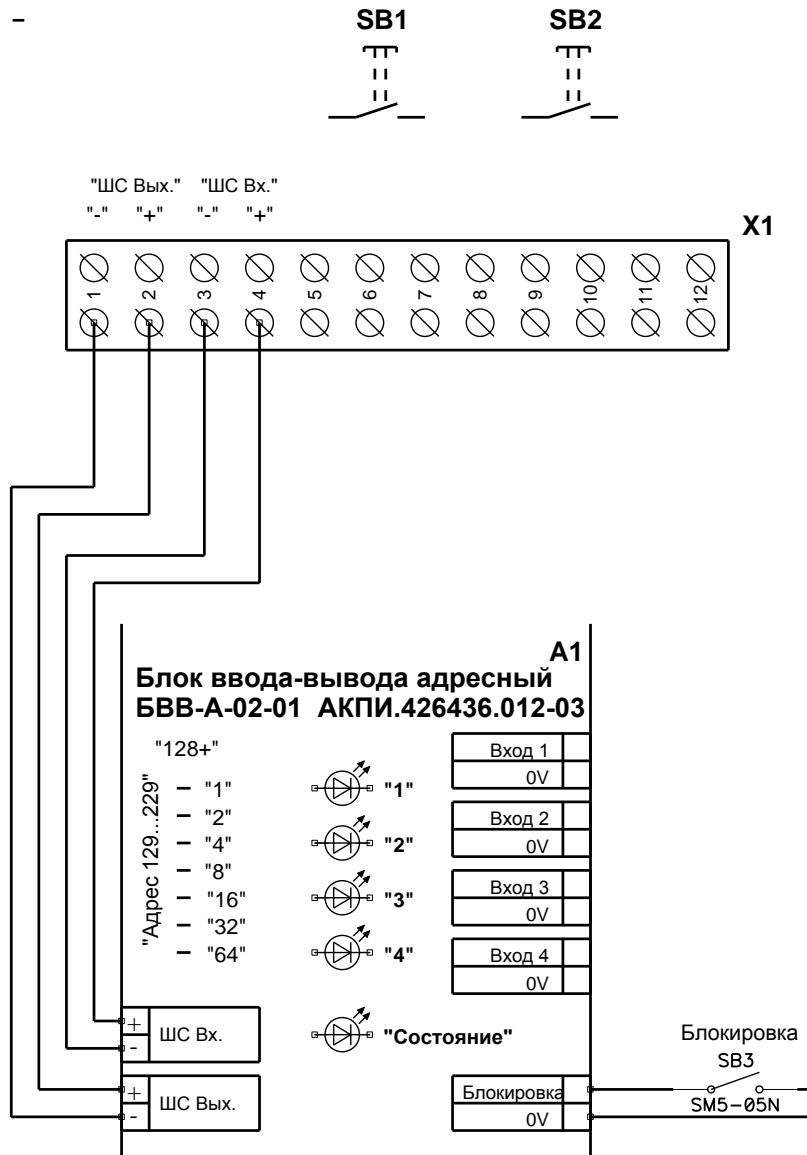 –
SB1 SB2
"ШС Вых." "ШС Вх."
"-" "+" "-" "+"
X1
1 2 3 4 5 6 7 8 9 10 11 12
A1
Блок ввода-вывода адресный
БВВ-А-02-01 АКПИ.426436.012-03
"128+"
"Адрес 129...229"
"1"
"2"
"4"
"8"
"16"
"32"
"64"
"1"
"2"
"3"
"4"
"Состояние"
Вход 1
0V
Вход 2
0V
Вход 3
0V
Вход 4
0V
+ ШС Вх.
-
+ ШС Вых.
-
Блокировка
0V
Блокировка
SB3
SM5-05N